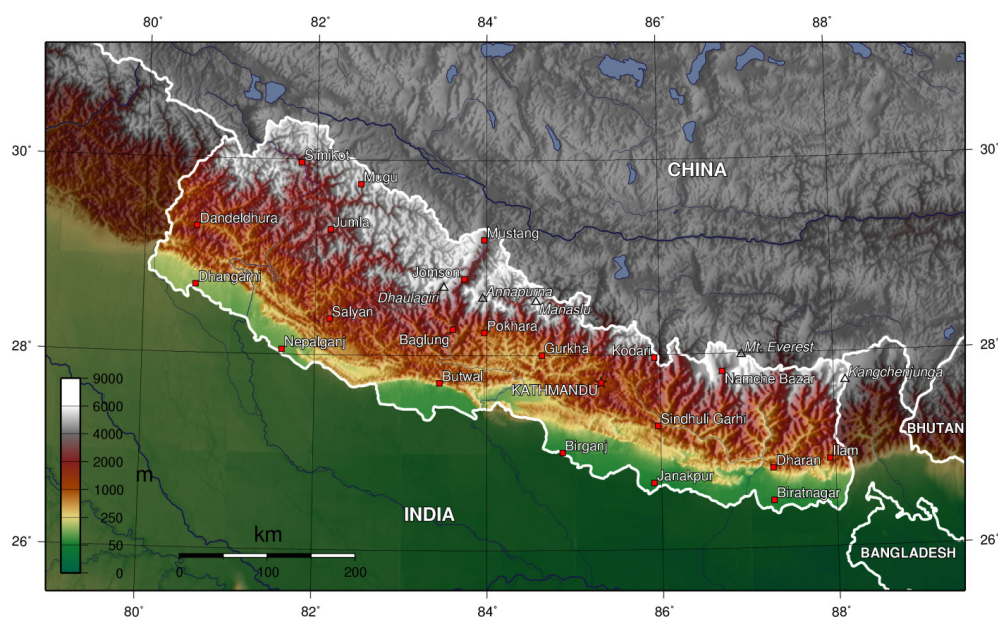 80° 82° 84° 86° 88°
30° 30°
CHINA
Simikot
Mugu
Dandeldhura
Jumla
Mustang
Dhangarhi
Jomson
Dhaulagiri
Annapurna
Manaslu
Salyan
Baglung
Pokhara
Nepalganj
Gurkha
Kodari
Mt. Everest
28° 28°
Namche Bazar
Kangchenjunga
Butwal
KATHMANDU
Sindhuli Garhi
BHUTAN
Birganj
Dharan
Ilam
Janakpur
Biratnagar
INDIA
BANGLADESH
9000
6000
4000
2000
1000
250
50
0
m
km
0 100 200
26° 26°
80° 82° 84° 86° 88°